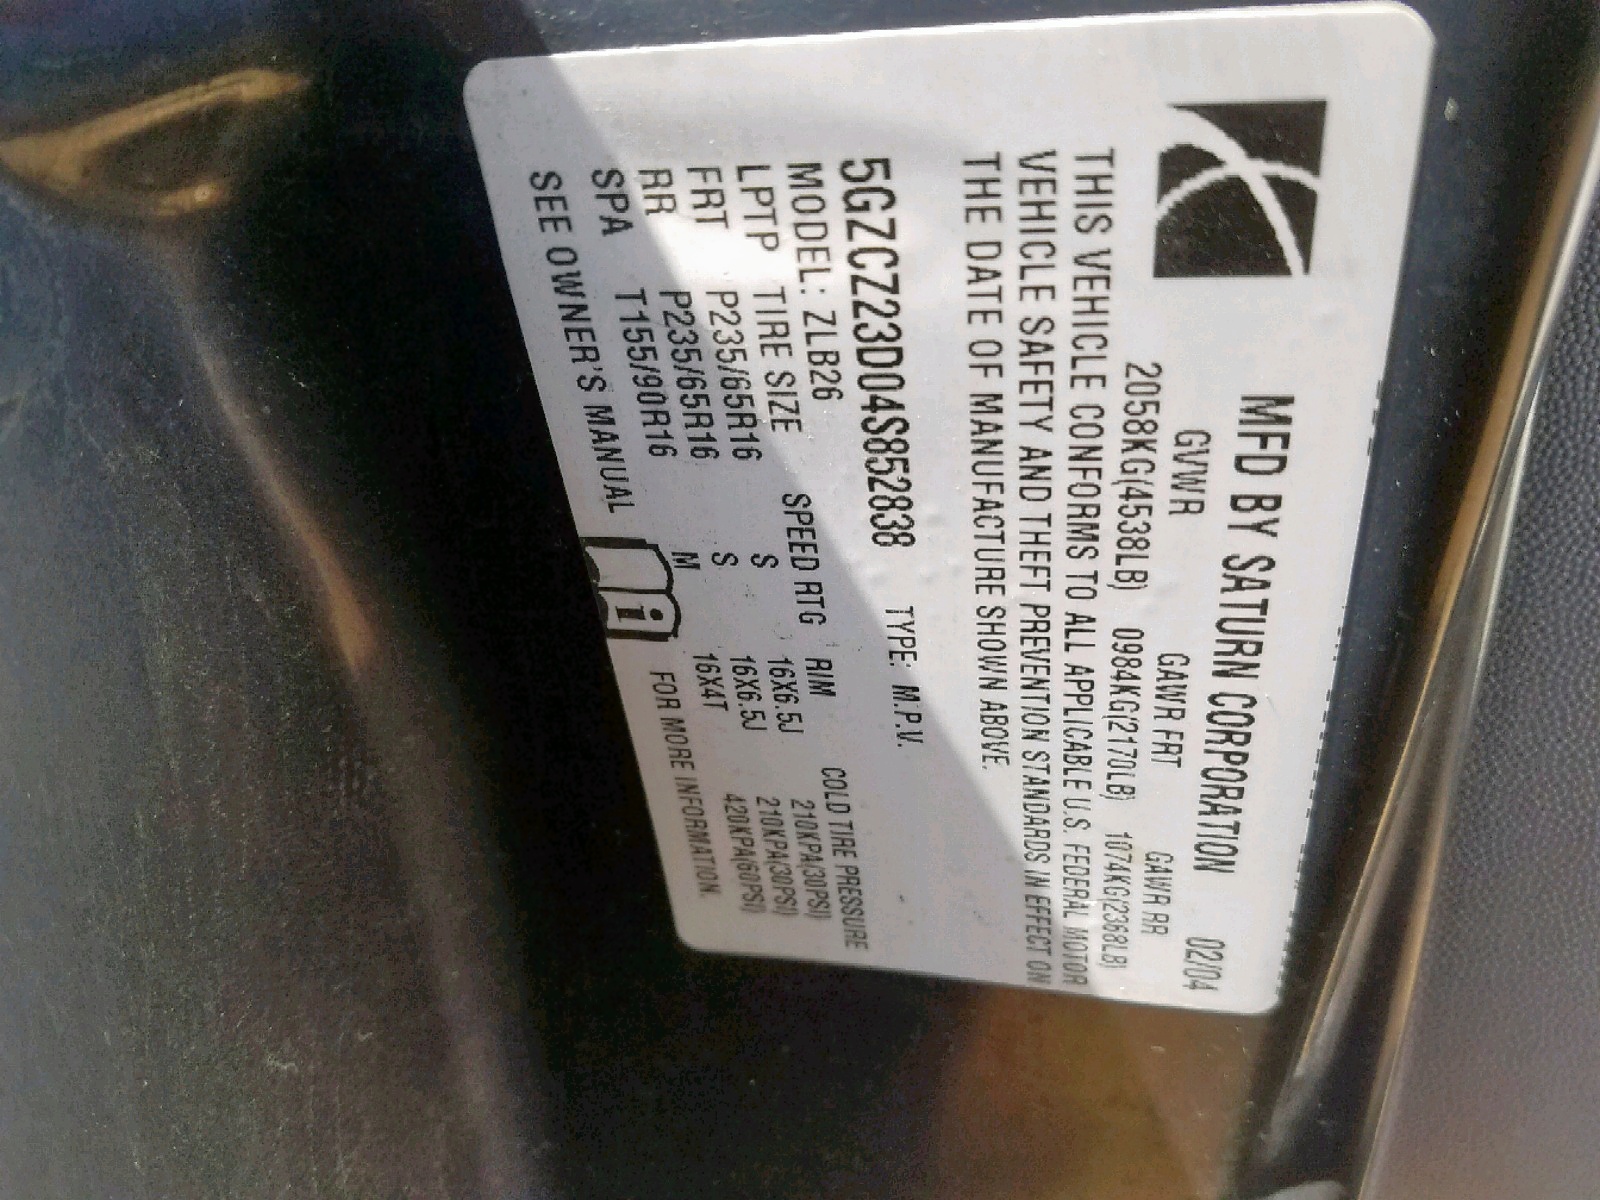 MFD BY SATURN CORPORATION 02/04
GVWR GAWR FRT GAWR RR
2058KG(4538LB) 0984KG(2170LB) 1074KG(2368LB)
THIS VEHICLE CONFORMS TO ALL APPLICABLE U.S. FEDERAL MOTOR
VEHICLE SAFETY AND THEFT PREVENTION STANDARDS IN EFFECT ON
THE DATE OF MANUFACTURE SHOWN ABOVE.
5GZCZ23D04S852838 TYPE: M.P.V.
MODEL: ZLB26
LPTP TIRE SIZE SPEED RTG RIM COLD TIRE PRESSURE
FRT P235/65R16 S 16X6.5J 210KPA(30PSI)
RR P235/65R16 S 16X6.5J 210KPA(30PSI)
SPA T155/90R16 M 16X4T 420KPA(60PSI)
SEE OWNER'S MANUAL i FOR MORE INFORMATION.